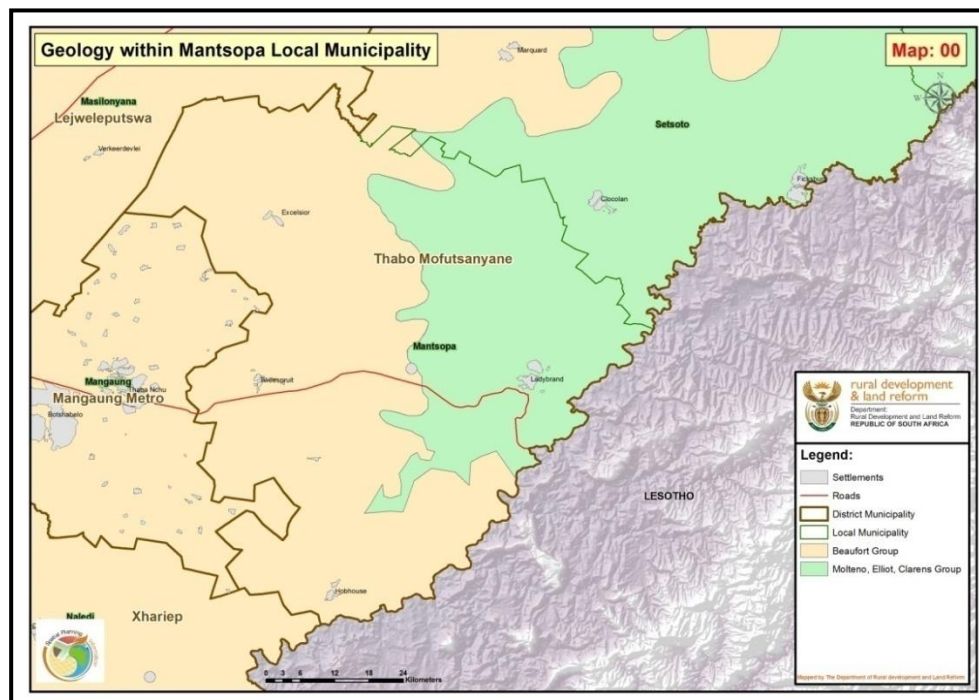 Geology within Mantsopa Local Municipality
Map: 00
Marquard
N
W
Masilonyana
Lejweleputswa
Setsoto
Verkeerdevlei
Clocolan
Excelsior
Thabo Mofutsanyane
Mantsopa
Mangaung
Thaba Nchu
Mangaung Metro
Ladybrand
Botshabelo
rural development
& land reform
Department:
Rural Development and Land Reform
REPUBLIC OF SOUTH AFRICA
Legend:
Settlements
Roads
District Municipality
Local Municipality
Beaufort Group
Molteno, Elliot, Clarens Group
LESOTHO
Hobhouse
Naledi
Xhariep
0 3 6 12 18 24
Kilometers
Mapped by The Department of Rural development and Land Reform